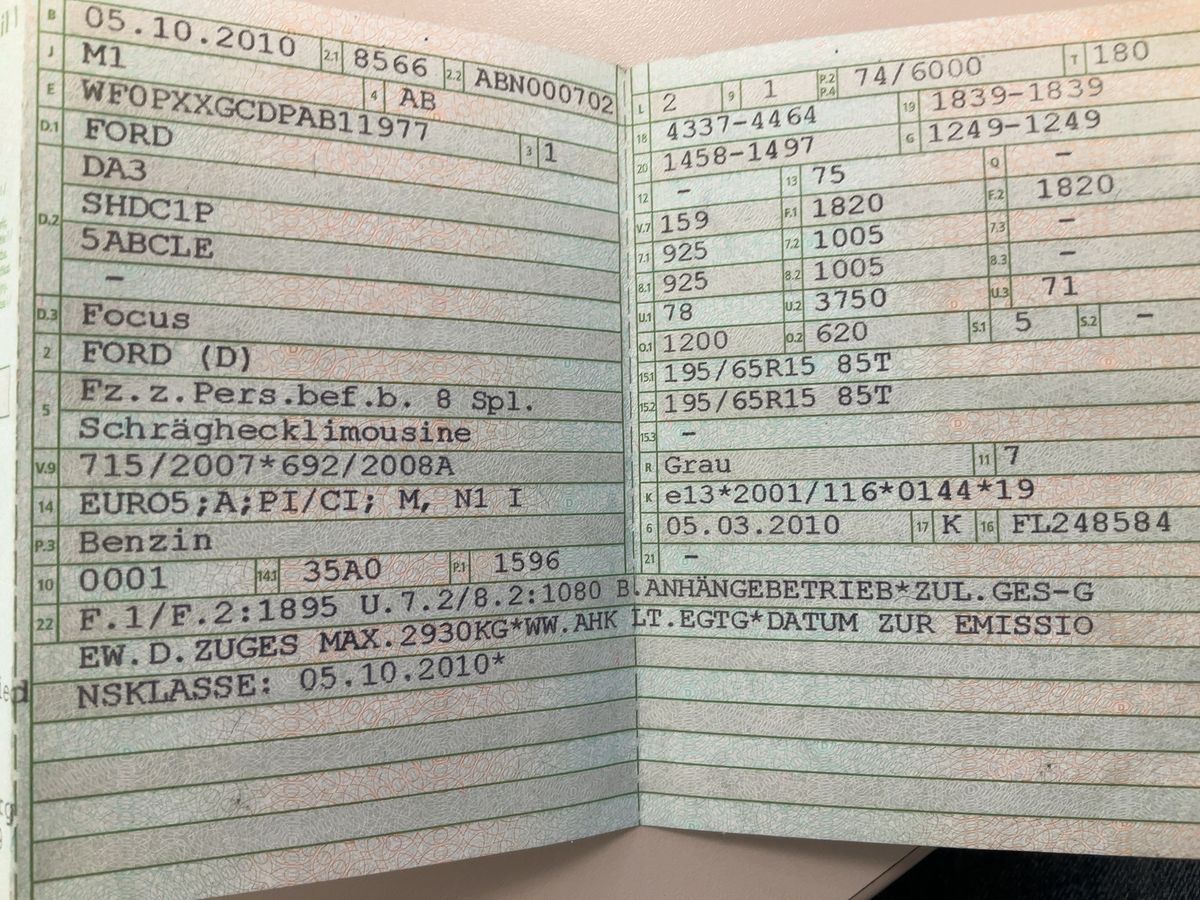 B 05.10.2010 2.1 8566 2.2 ABN000702
J M1 4 AB
E WF0PXXGCDPAB11977 3 1
D.1 FORD
D.2 DA3
SHDC1P
5ABCLE
–
D.3 Focus
2 FORD (D)
5 Fz.z.Pers.bef.b. 8 Spl.
Schräghecklimousine
V.9 715/2007*692/2008A
14 EURO5;A;PI/CI; M, N1 I
P.3 Benzin
10 0001 14.1 35A0 P.1 1596
L 2 9 1 P.2 P.4 74/6000 T 180
18 4337-4464 19 1839-1839
20 1458-1497 G 1249-1249
12 – 13 75 Q –
V.7 159 F.1 1820 F.2 1820
7.1 925 7.2 1005 7.3 –
8.1 925 8.2 1005 8.3 –
U.1 78 U.2 3750 U.3 71
O.1 1200 O.2 620 S.1 5 S.2 –
15.1 195/65R15 85T
15.2 195/65R15 85T
15.3 –
R Grau 11 7
K e13*2001/116*0144*19
6 05.03.2010 17 K 16 FL248584
21 –
22 F.1/F.2:1895 U.7.2/8.2:1080 B.ANHÄNGEBETRIEB*ZUL.GES-G
EW.D.ZUGES MAX.2930KG*WW.AHK LT.EGTG*DATUM ZUR EMISSIO
NSKLASSE: 05.10.2010*